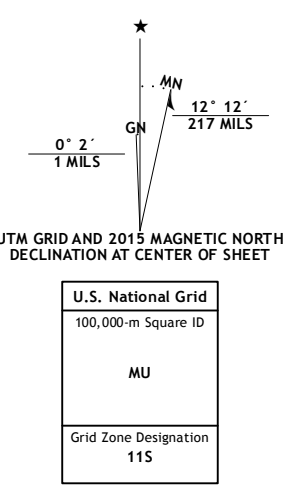 ★
MN
12° 12´
217 MILS
GN
0° 2´
1 MILS
UTM GRID AND 2015 MAGNETIC NORTH
DECLINATION AT CENTER OF SHEET
U.S. National Grid
100,000-m Square ID
MU
Grid Zone Designation
11S